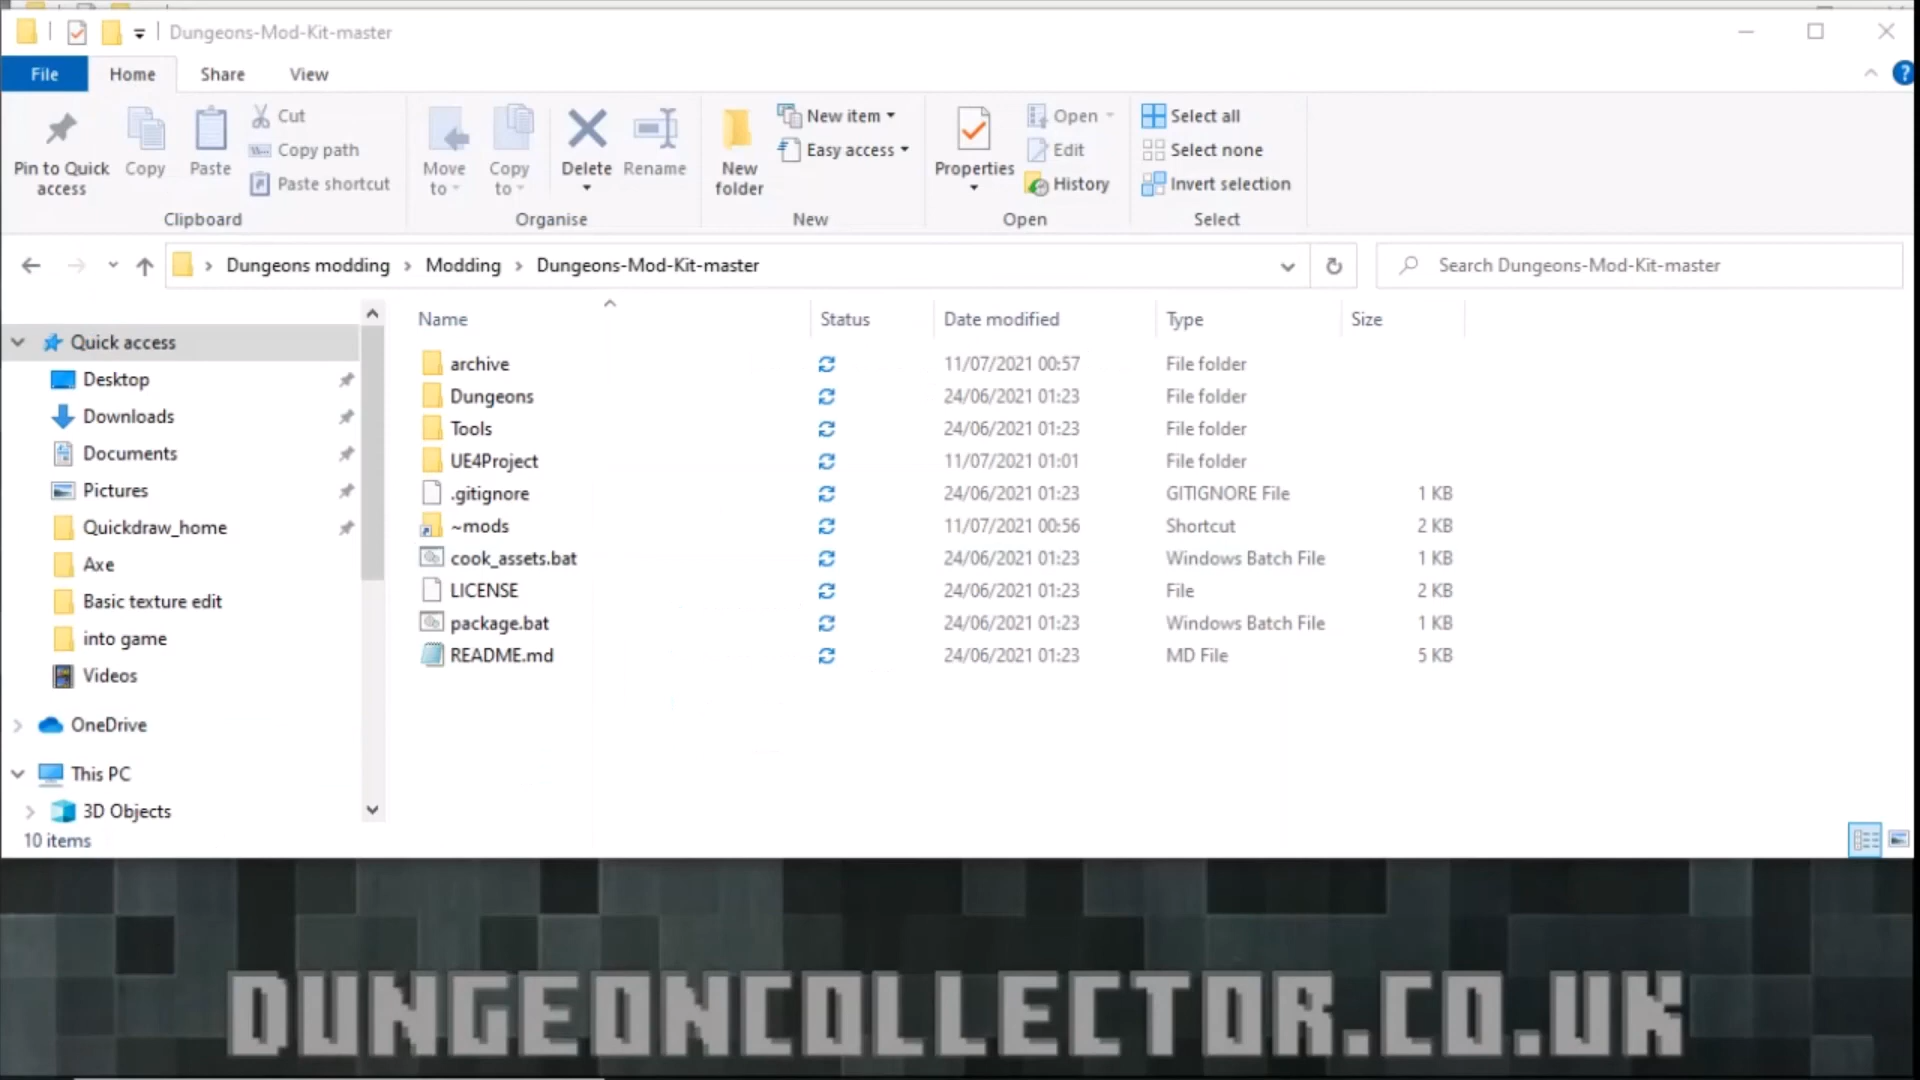 Dungeons-Mod-Kit-master
File Home Share View
Pin to Quick access
Copy
Paste
Cut
Copy path
Paste shortcut
Clipboard
Move to
Copy to
Delete
Rename
Organise
New folder
New item
Easy access
New
Properties
Open
Edit
History
Open
Select all
Select none
Invert selection
Select
Dungeons modding > Modding > Dungeons-Mod-Kit-master
Search Dungeons-Mod-Kit-master
Quick access
Desktop
Downloads
Documents
Pictures
Quickdraw_home
Axe
Basic texture edit
into game
Videos
OneDrive
This PC
3D Objects
Name Status Date modified Type Size
archive 11/07/2021 00:57 File folder
Dungeons 24/06/2021 01:23 File folder
Tools 24/06/2021 01:23 File folder
UE4Project 11/07/2021 01:01 File folder
.gitignore 24/06/2021 01:23 GITIGNORE File 1 KB
~mods 11/07/2021 00:56 Shortcut 2 KB
cook_assets.bat 24/06/2021 01:23 Windows Batch File 1 KB
LICENSE 24/06/2021 01:23 File 2 KB
package.bat 24/06/2021 01:23 Windows Batch File 1 KB
README.md 24/06/2021 01:23 MD File 5 KB
10 items
DUNGEONCOLLECTOR.CO.UK